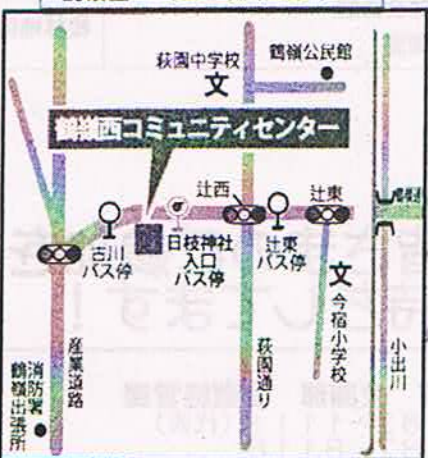 萩園中学校
文
鶴嶺公民館
鶴嶺西コミュニティセンター
辻西
辻東
古川
バス停
日枝神社
入口
バス停
辻東
バス停
文
今宿小学校
産業道路
萩園通り
小出川
消防署
鶴嶺出張所